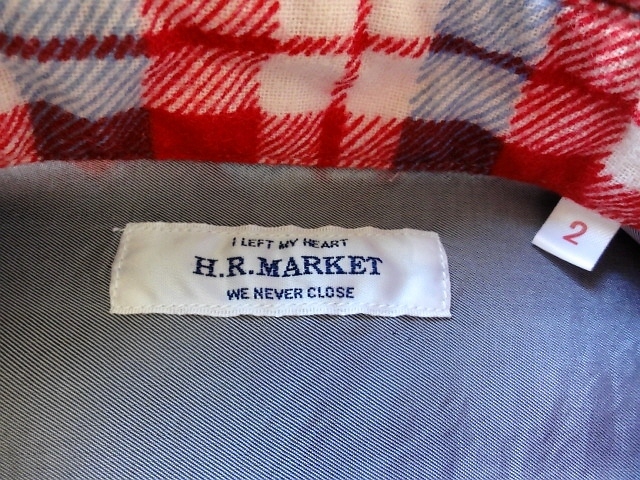 I LEFT MY HEART
H.R.MARKET
WE NEVER CLOSE
2